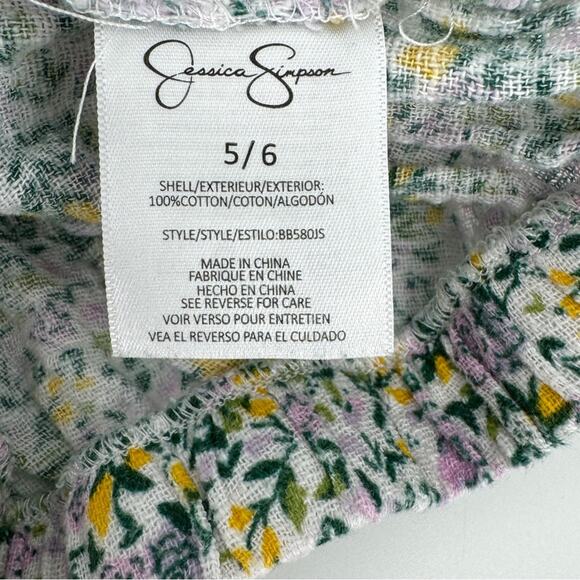 Jessica Simpson
5/6
SHELL/EXTERIEUR/EXTERIOR:
100%COTTON/COTON/ALGODÓN
STYLE/STYLE/ESTILO:BB580JS
MADE IN CHINA
FABRIQUE EN CHINE
HECHO EN CHINA
SEE REVERSE FOR CARE
VOIR VERSO POUR ENTRETIEN
VEA EL REVERSO PARA EL CUIDADO